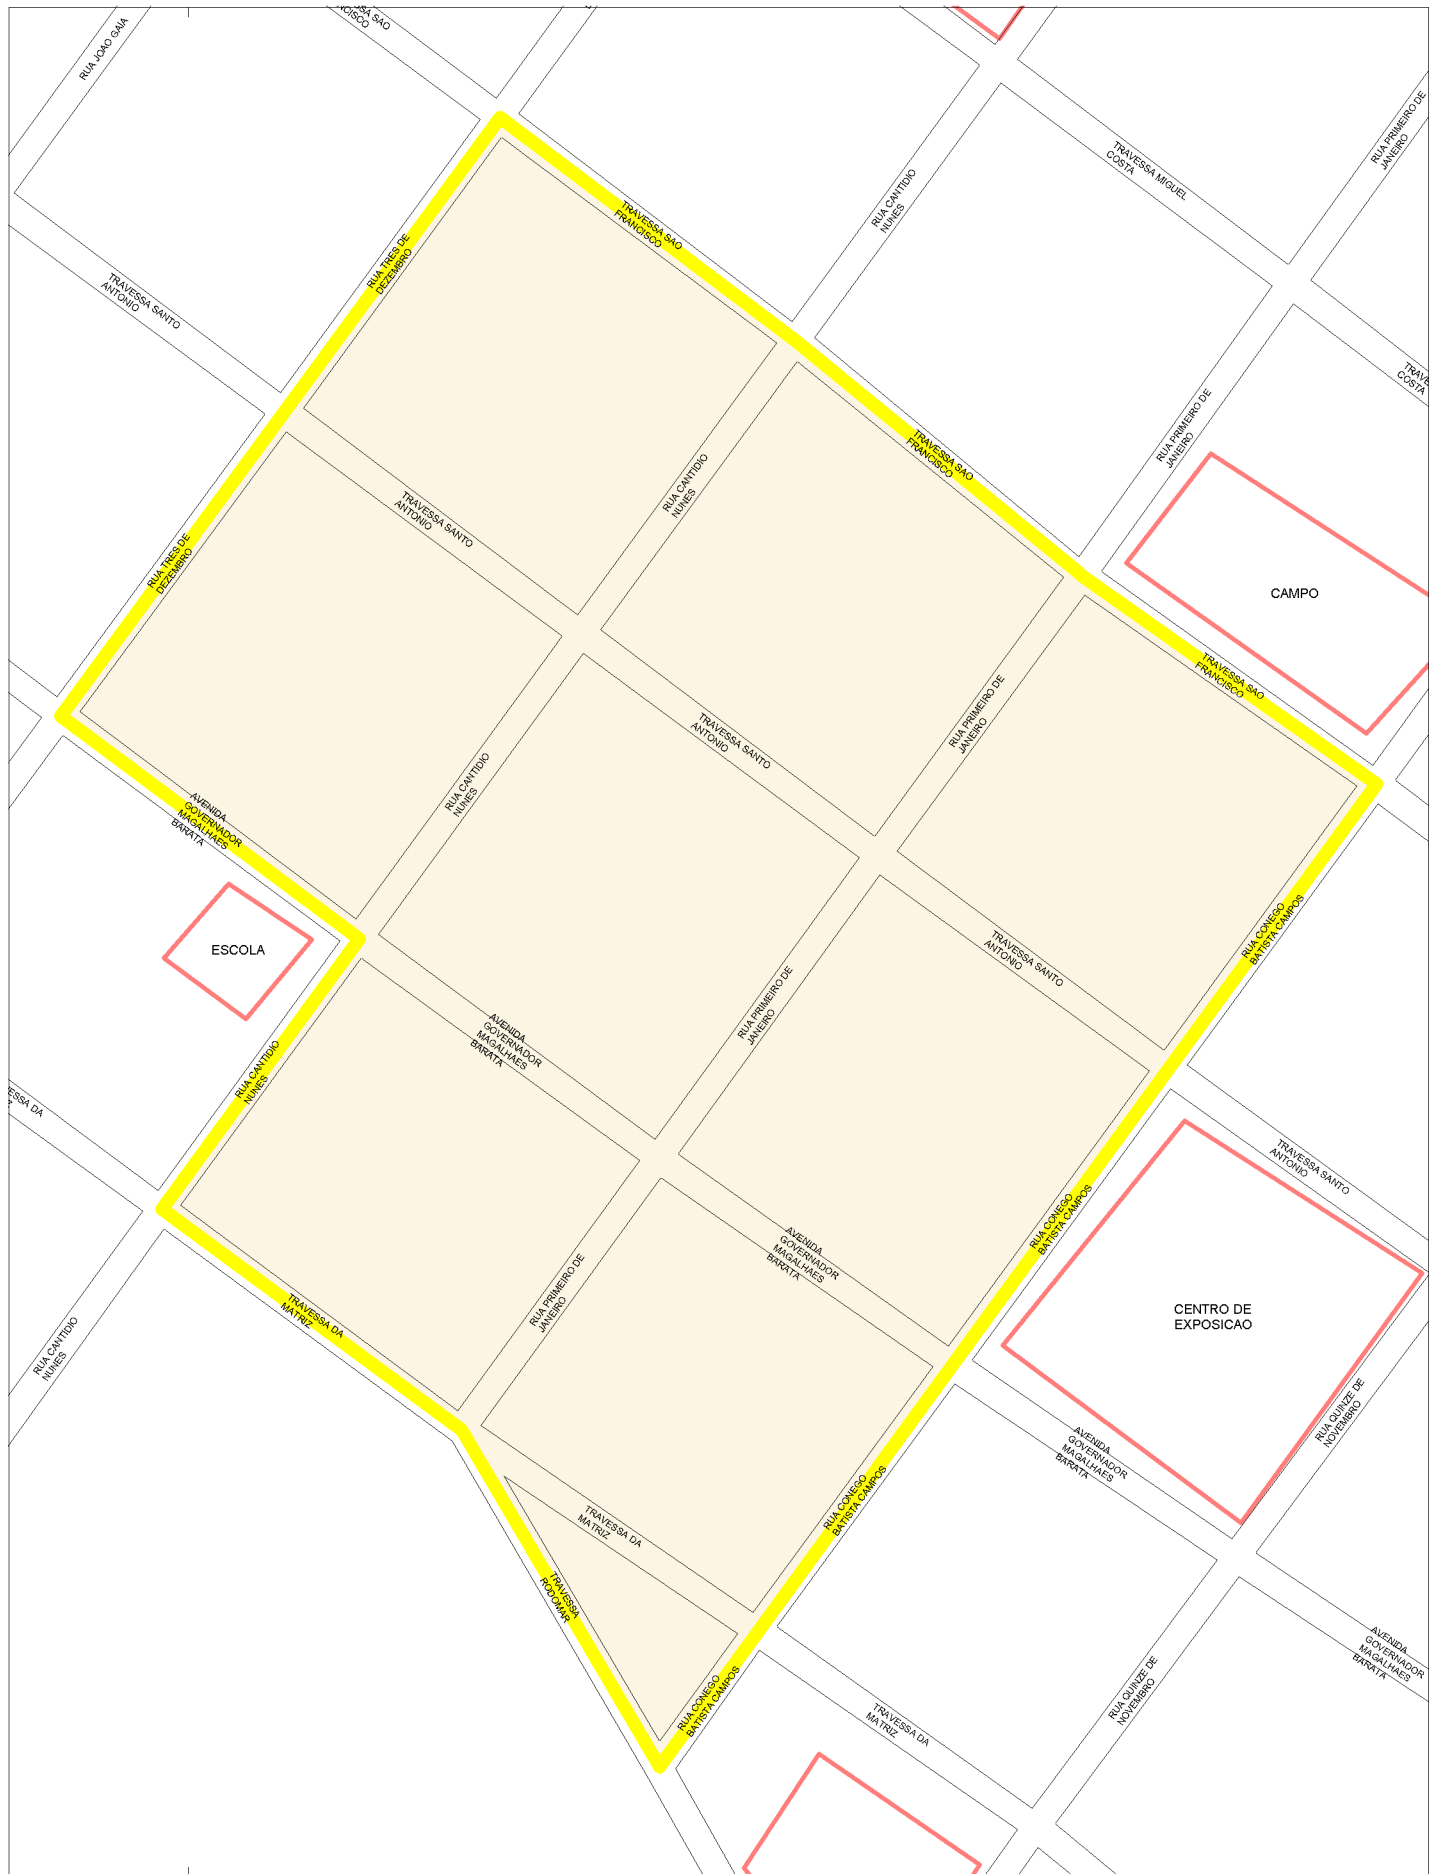 RUA JOAO GAIA
SA SAO
NCISCO
TRAVESSA MIGUEL
COSTA
RUA PRIMEIRO DE
JANEIRO
RUA CANTIDIO
NUNES
TRAVESSA SAO
FRANCISCO
RUA TRES DE
DEZEMBRO
TRAVESSA SANTO
ANTONIO
TRAVE
COSTA
RUA PRIMEIRO DE
JANEIRO
TRAVESSA SAO
FRANCISCO
RUA CANTIDIO
NUNES
TRAVESSA SANTO
ANTONIO
RUA TRES DE
DEZEMBRO
CAMPO
TRAVESSA SAO
FRANCISCO
RUA PRIMEIRO DE
JANEIRO
TRAVESSA SANTO
ANTONIO
RUA CANTIDIO
NUNES
AVENIDA
GOVERNADOR
MAGALHAES
BARATA
RUA CONEGO
BATISTA CAMPOS
ESCOLA
TRAVESSA SANTO
ANTONIO
RUA PRIMEIRO DE
JANEIRO
AVENIDA
GOVERNADOR
MAGALHAES
BARATA
RUA CANTIDIO
NUNES
ESSA DA
Z
TRAVESSA SANTO
ANTONIO
RUA CONEGO
BATISTA CAMPOS
AVENIDA
GOVERNADOR
MAGALHAES
BARATA
RUA PRIMEIRO DE
JANEIRO
CENTRO DE
EXPOSICAO
TRAVESSA DA
MATRIZ
RUA CANTIDIO
NUNES
RUA QUINZE DE
NOVEMBRO
AVENIDA
GOVERNADOR
MAGALHAES
BARATA
RUA CONEGO
BATISTA CAMPOS
TRAVESSA DA
MATRIZ
TRAVESSA
RODOMAR
AVENIDA
GOVERNADOR
MAGALHAES
BARATA
RUA QUINZE DE
NOVEMBRO
RUA CONEGO
BATISTA CAMPOS
TRAVESSA DA
MATRIZ